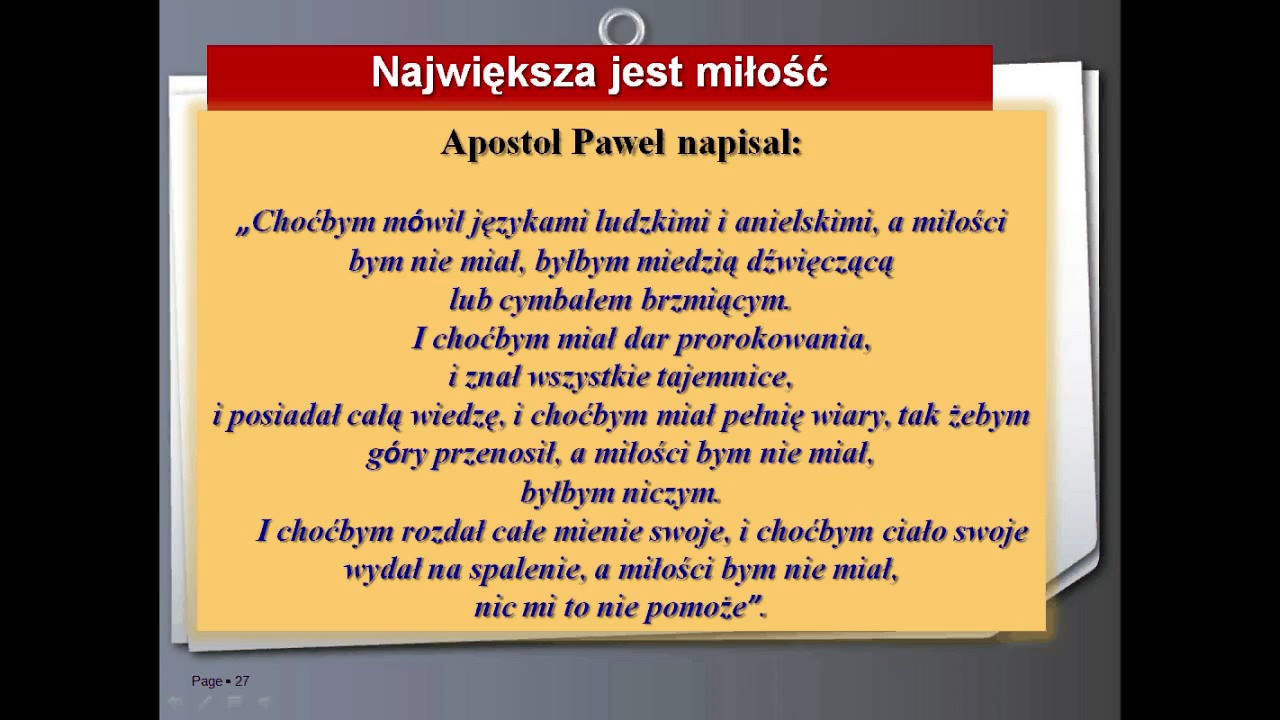 Największa jest miłość
Apostoł Paweł napisał:
„Choćbym mówił językami ludzkimi i anielskimi, a miłości
bym nie miał, byłbym miedzią dźwięczącą
lub cymbałem brzmiącym.
I choćbym miał dar prorokowania,
i znał wszystkie tajemnice,
i posiadał całą wiedzę, i choćbym miał pełnię wiary, tak żebym
góry przenosił, a miłości bym nie miał,
byłbym niczym.
I choćbym rozdał całe mienie swoje, i choćbym ciało swoje
wydał na spalenie, a miłości bym nie miał,
nic mi to nie pomoże”.
Page ▪ 27